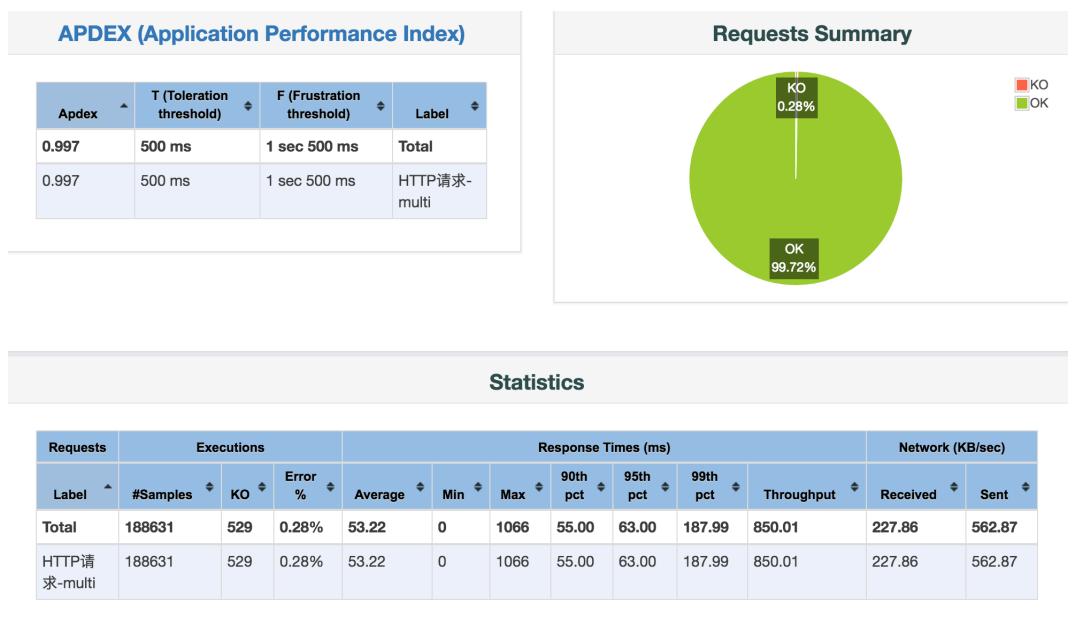 APDEX (Application Performance Index)
Apdex T (Toleration threshold) F (Frustration threshold) Label
0.997 500 ms 1 sec 500 ms Total
0.997 500 ms 1 sec 500 ms HTTP请求-multi
Requests Summary
KO
0.28%
OK
99.72%
KO
OK
Statistics
Requests Executions Response Times (ms) Network (KB/sec)
Label #Samples KO Error % Average Min Max 90th pct 95th pct 99th pct Throughput Received Sent
Total 188631 529 0.28% 53.22 0 1066 55.00 63.00 187.99 850.01 227.86 562.87
HTTP请求-multi 188631 529 0.28% 53.22 0 1066 55.00 63.00 187.99 850.01 227.86 562.87